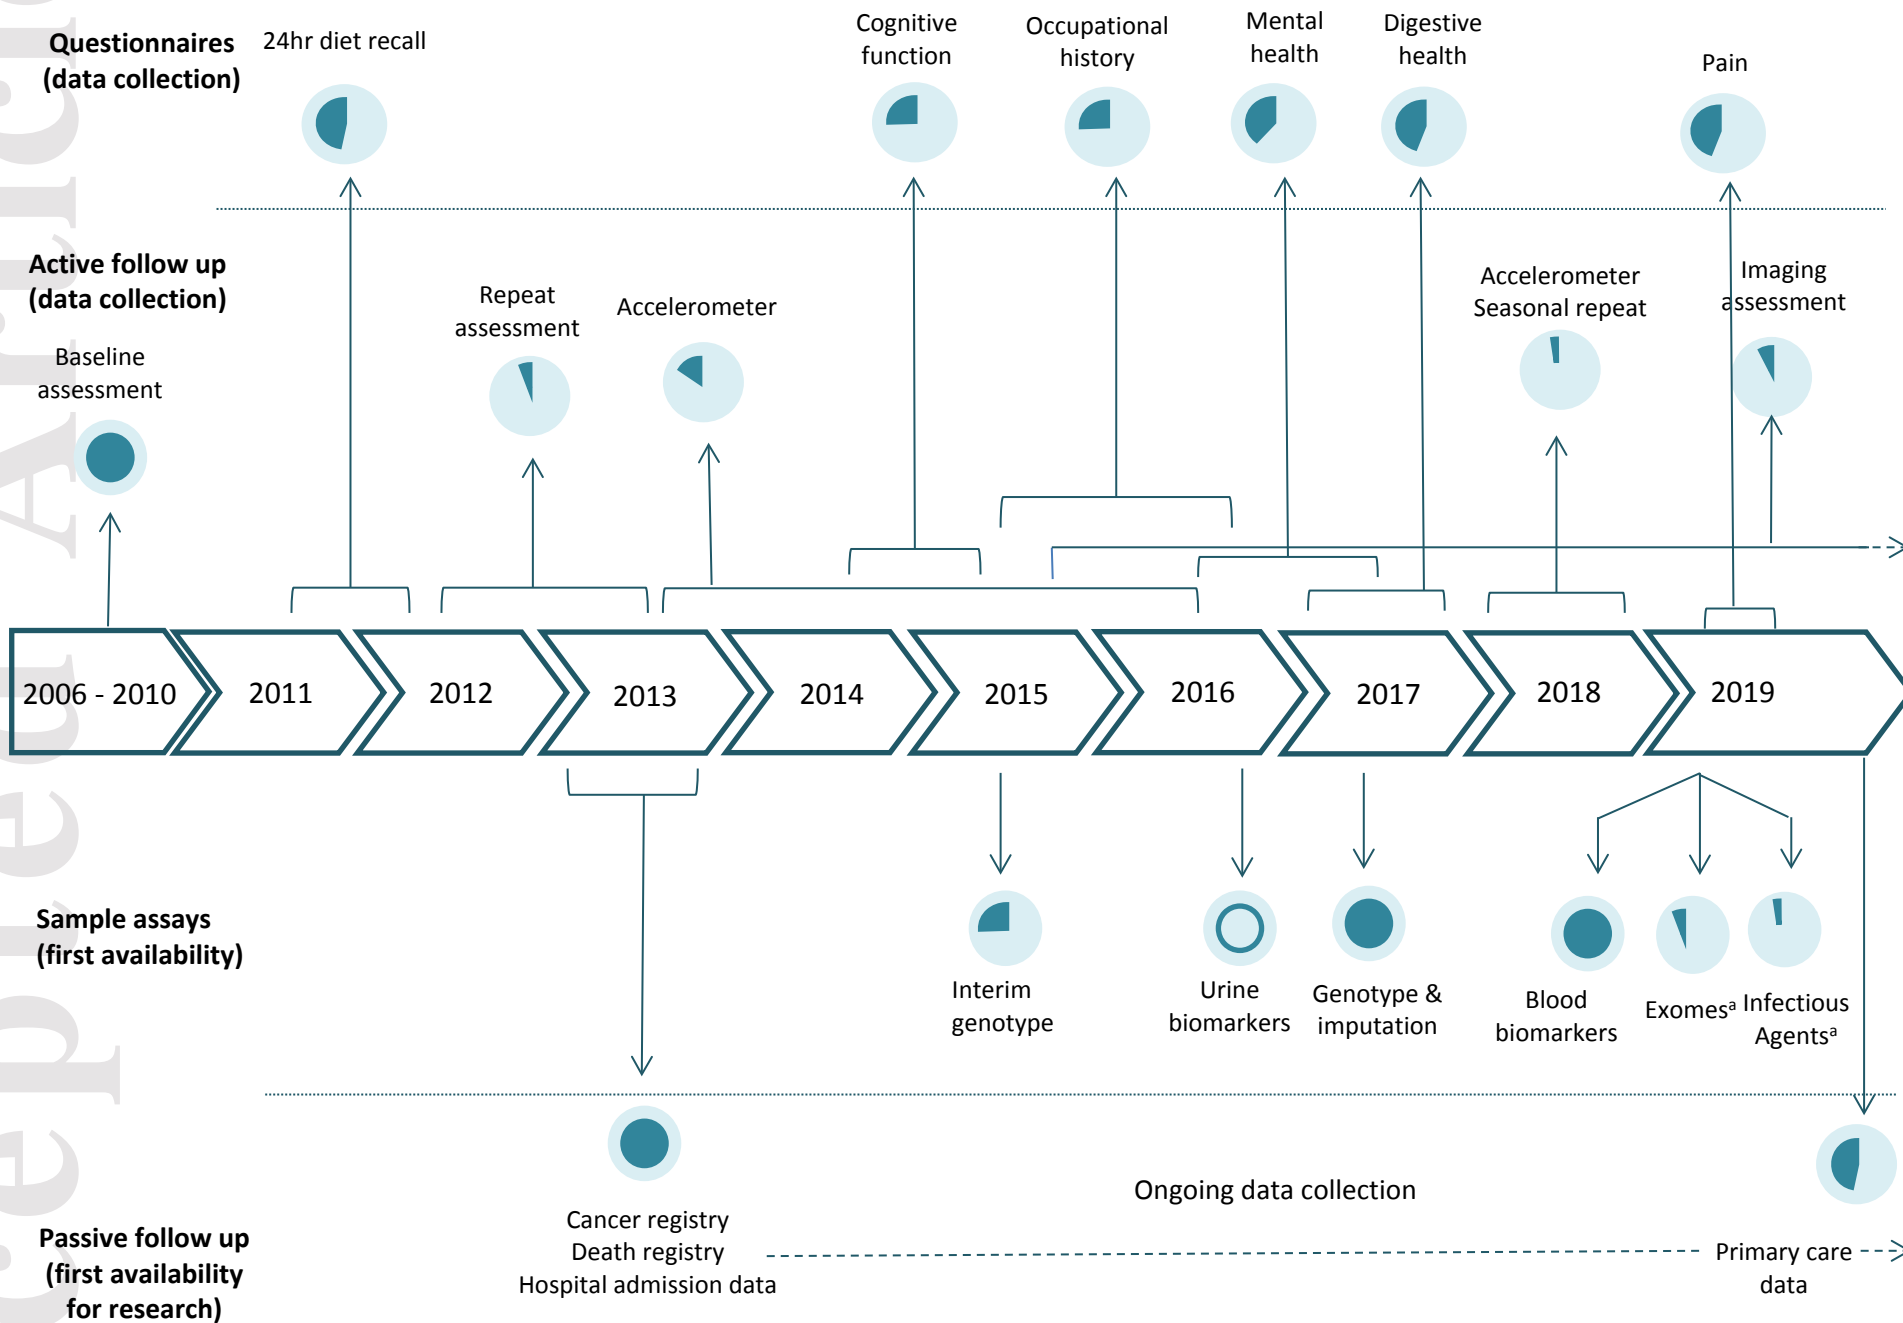 Questionnaires
(data collection)
24hr diet recall
Cognitive
function
Occupational
history
Mental
health
Digestive
health
Pain
Active follow up
(data collection)
Baseline
assessment
Repeat
assessment
Accelerometer
Accelerometer
Seasonal repeat
Imaging
assessment
2006 - 2010
2011
2012
2013
2014
2015
2016
2017
2018
2019
Sample assays
(first availability)
Interim
genotype
Urine
biomarkers
Genotype &
imputation
Blood
biomarkers
Exomesᵃ
Infectious
Agentsᵃ
Passive follow up
(first availability
for research)
Cancer registry
Death registry
Hospital admission data
Ongoing data collection
Primary care
data
cepted Article